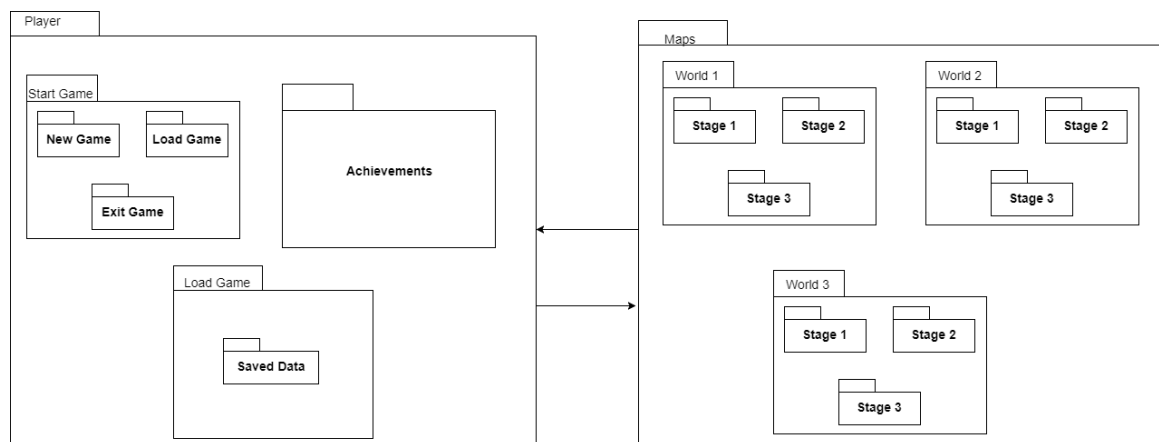 Player
Start Game
New Game
Load Game
Exit Game
Achievements
Load Game
Saved Data
Maps
World 1
Stage 1
Stage 2
Stage 3
World 2
Stage 1
Stage 2
Stage 3
World 3
Stage 1
Stage 2
Stage 3